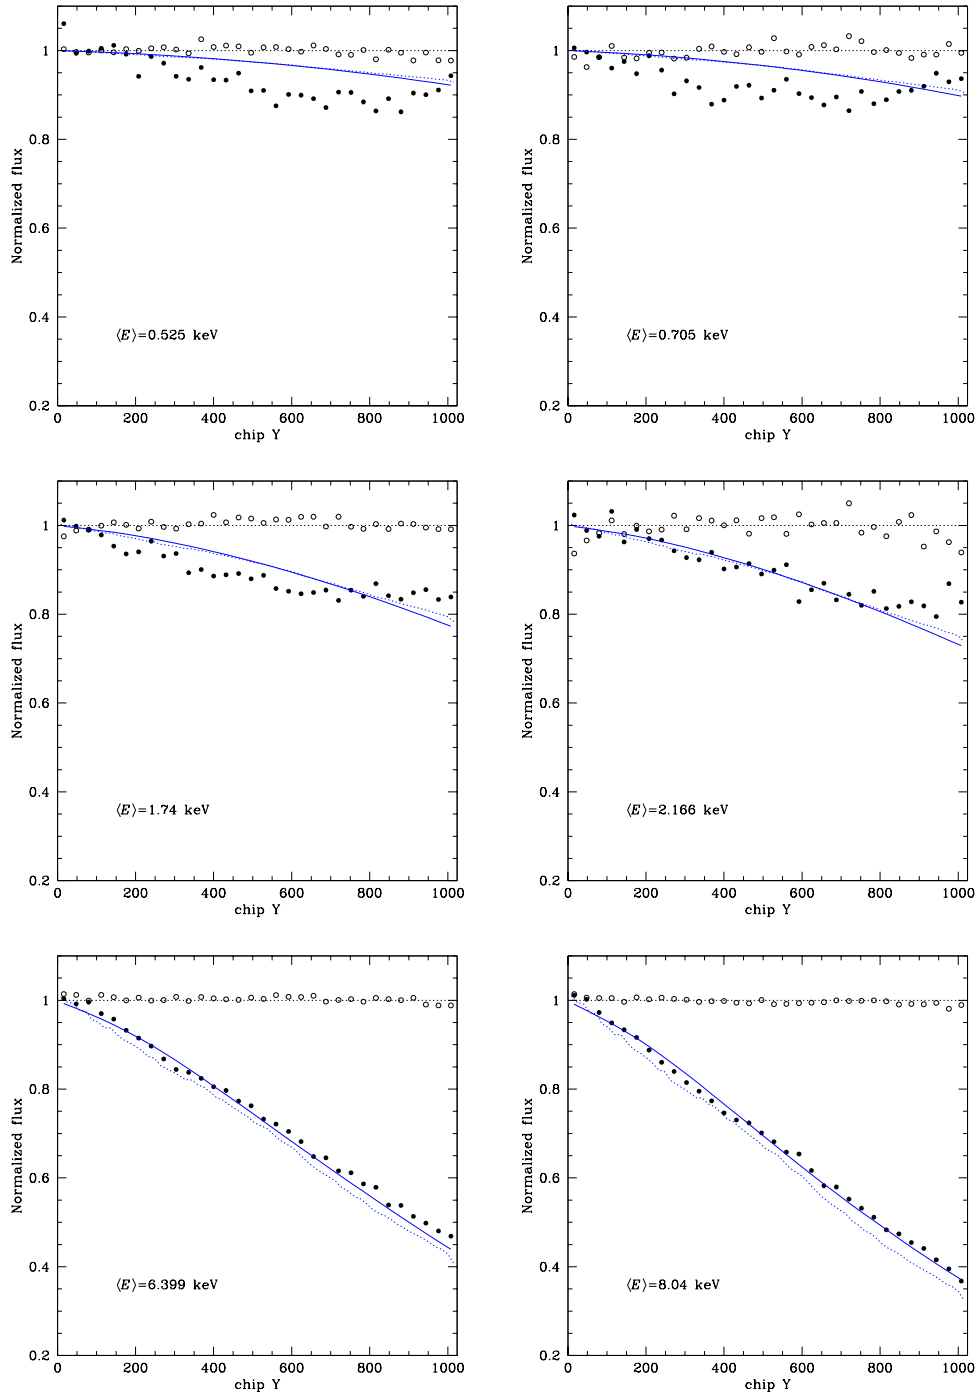 1
0.8
0.6
0.4
0.2
Normalized flux
⟨E⟩=0.525 keV
0 200 400 600 800 1000
chip Y
1
0.8
0.6
0.4
0.2
Normalized flux
⟨E⟩=0.705 keV
0 200 400 600 800 1000
chip Y
1
0.8
0.6
0.4
0.2
Normalized flux
⟨E⟩=1.74 keV
0 200 400 600 800 1000
chip Y
1
0.8
0.6
0.4
0.2
Normalized flux
⟨E⟩=2.166 keV
0 200 400 600 800 1000
chip Y
1
0.8
0.6
0.4
0.2
Normalized flux
⟨E⟩=6.399 keV
0 200 400 600 800 1000
chip Y
1
0.8
0.6
0.4
0.2
Normalized flux
⟨E⟩=8.04 keV
0 200 400 600 800 1000
chip Y